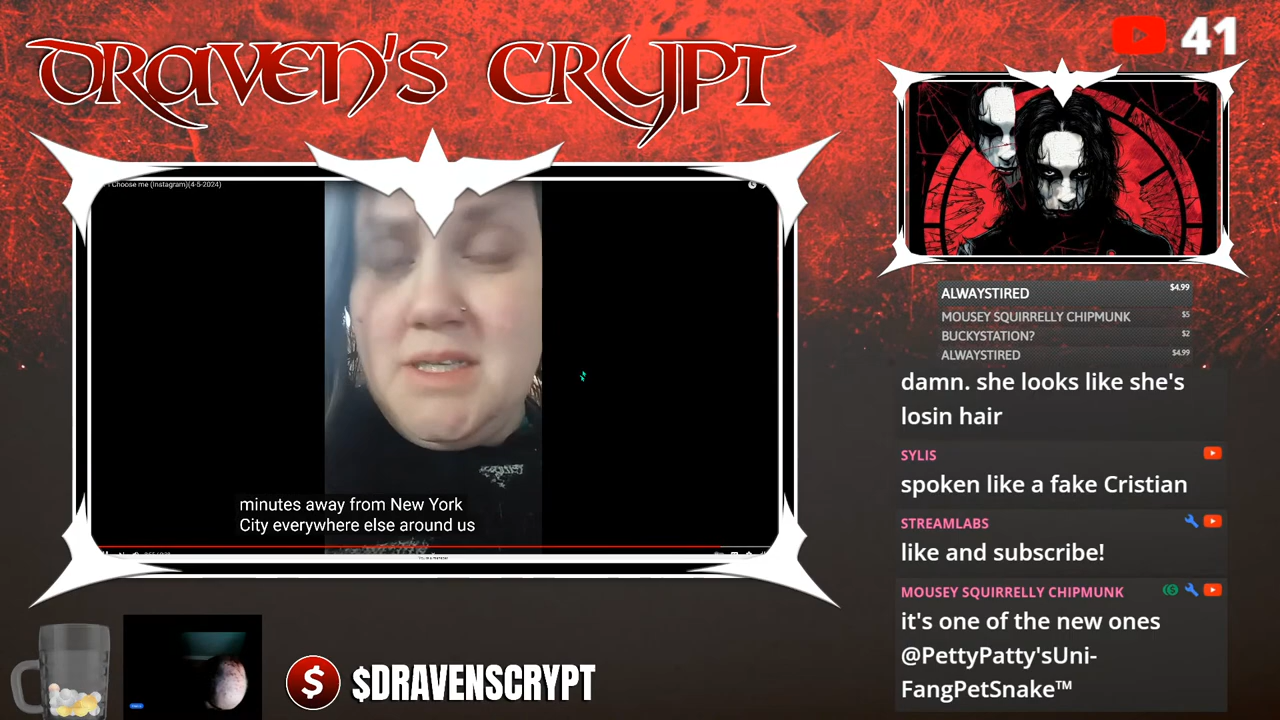 DRAVEN'S CRYPT
41
Choose me (Instagram)(4-5-2024)
minutes away from New York
City everywhere else around us
ALWAYSTIRED $4.99
MOUSEY SQUIRRELLY CHIPMUNK $5
BUCKYSTATION? $2
ALWAYSTIRED $4.99
damn. she looks like she's
losin hair
SYLIS
spoken like a fake Cristian
STREAMLABS
like and subscribe!
MOUSEY SQUIRRELLY CHIPMUNK
it's one of the new ones
@PettyPatty'sUni-
FangPetSnake™
$ $DRAVENSCRYPT